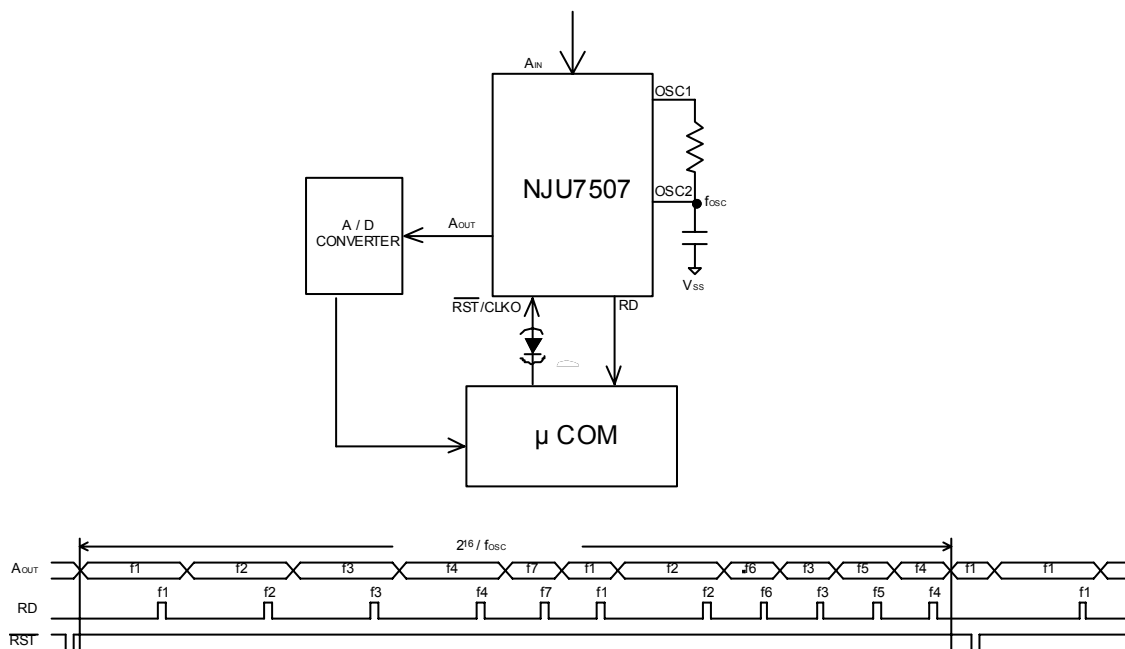 AIN
OSC1
NJU7507
OSC2
fosc
A / D
CONVERTER
AOUT
VSS
RST/CLKO
RD
µ COM
2¹⁶ / fosc
AOUT f1 f2 f3 f4 f7 f1 f2 f6 f3 f5 f4 f1 f1
RD f1 f2 f3 f4 f7 f1 f2 f6 f3 f5 f4 f1
RST